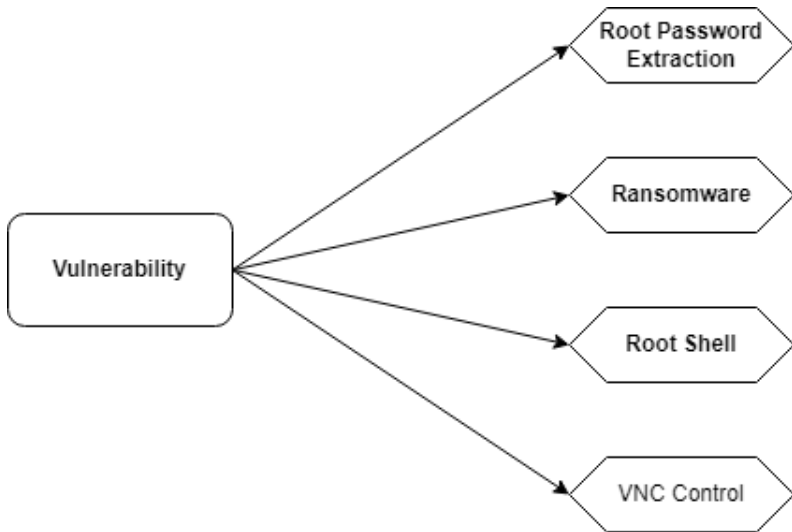 Root Password
Extraction
Ransomware
Vulnerability
Root Shell
VNC Control